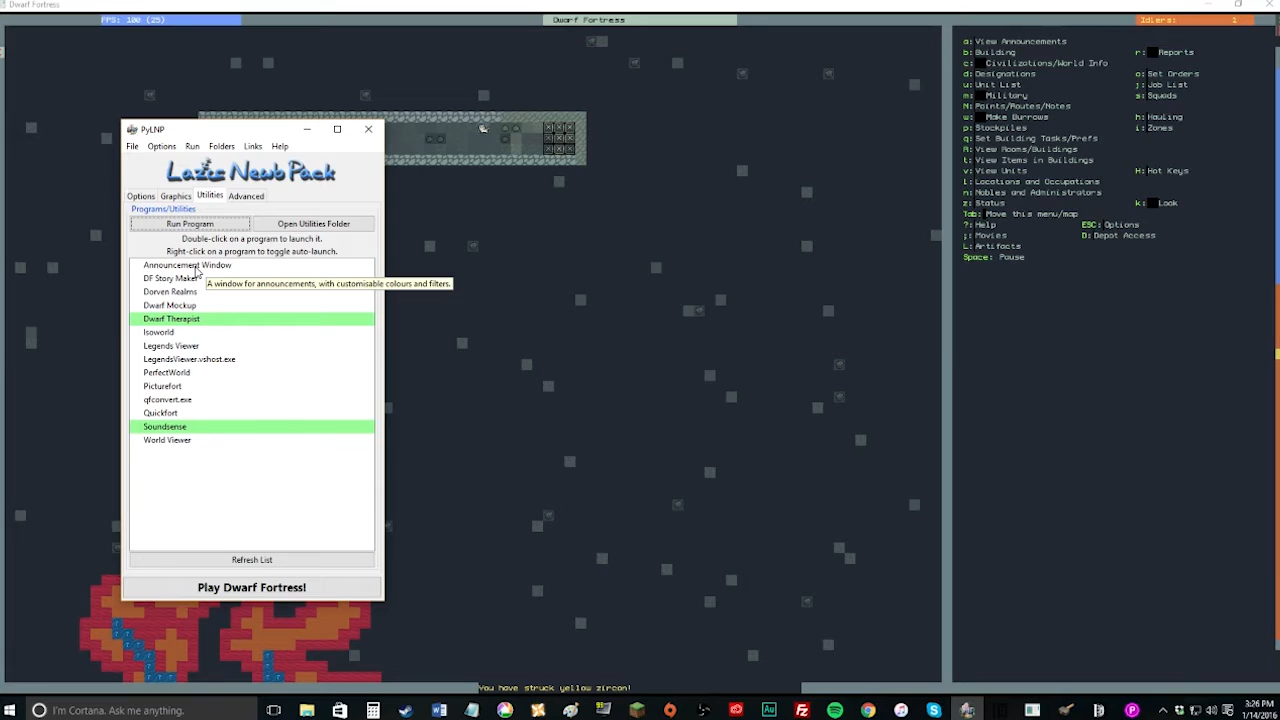 Dwarf Fortress
FPS: 100 (25)
Dwarf Fortress
Idlers: 1
a: View Announcements
b: Building
r: Reports
c: Civilizations/World Info
d: Designations
o: Set Orders
u: Unit List
j: Job List
m: Military
s: Squads
N: Points/Routes/Notes
w: Make Burrows
h: Hauling
p: Stockpiles
i: Zones
q: Set Building Tasks/Prefs
R: View Rooms/Buildings
t: View Items in Buildings
v: View Units
H: Hot Keys
l: Locations and Occupations
n: Nobles and Administrators
z: Status
k: Look
Tab: Move this menu/map
?: Help
ESC: Options
;: Movies
D: Depot Access
L: Artifacts
Space: Pause
PyLNP
File Options Run Folders Links Help
Lazy Newb Pack
Options Graphics Utilities Advanced
Programs/Utilities
Run Program
Open Utilities Folder
Double-click on a program to launch it.
Right-click on a program to toggle auto-launch.
Announcement Window
DF Story Maker
A window for announcements, with customisable colours and filters.
Dorven Realms
Dwarf Mockup
Dwarf Therapist
Isoworld
Legends Viewer
LegendsViewer.vshost.exe
PerfectWorld
Picturefort
qfconvert.exe
Quickfort
Soundsense
World Viewer
Refresh List
Play Dwarf Fortress!
You have struck yellow zircon!
I'm Cortana. Ask me anything.
3:26 PM
1/14/2016